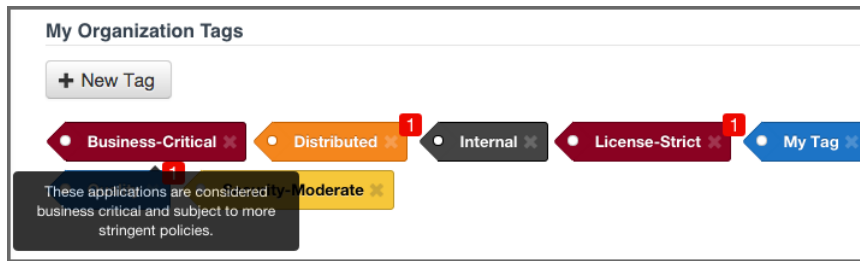 My Organization Tags
+ New Tag
Business-Critical Distributed 1 Internal License-Strict 1 My Tag
1
-Moderate
These applications are considered
business critical and subject to more
stringent policies.